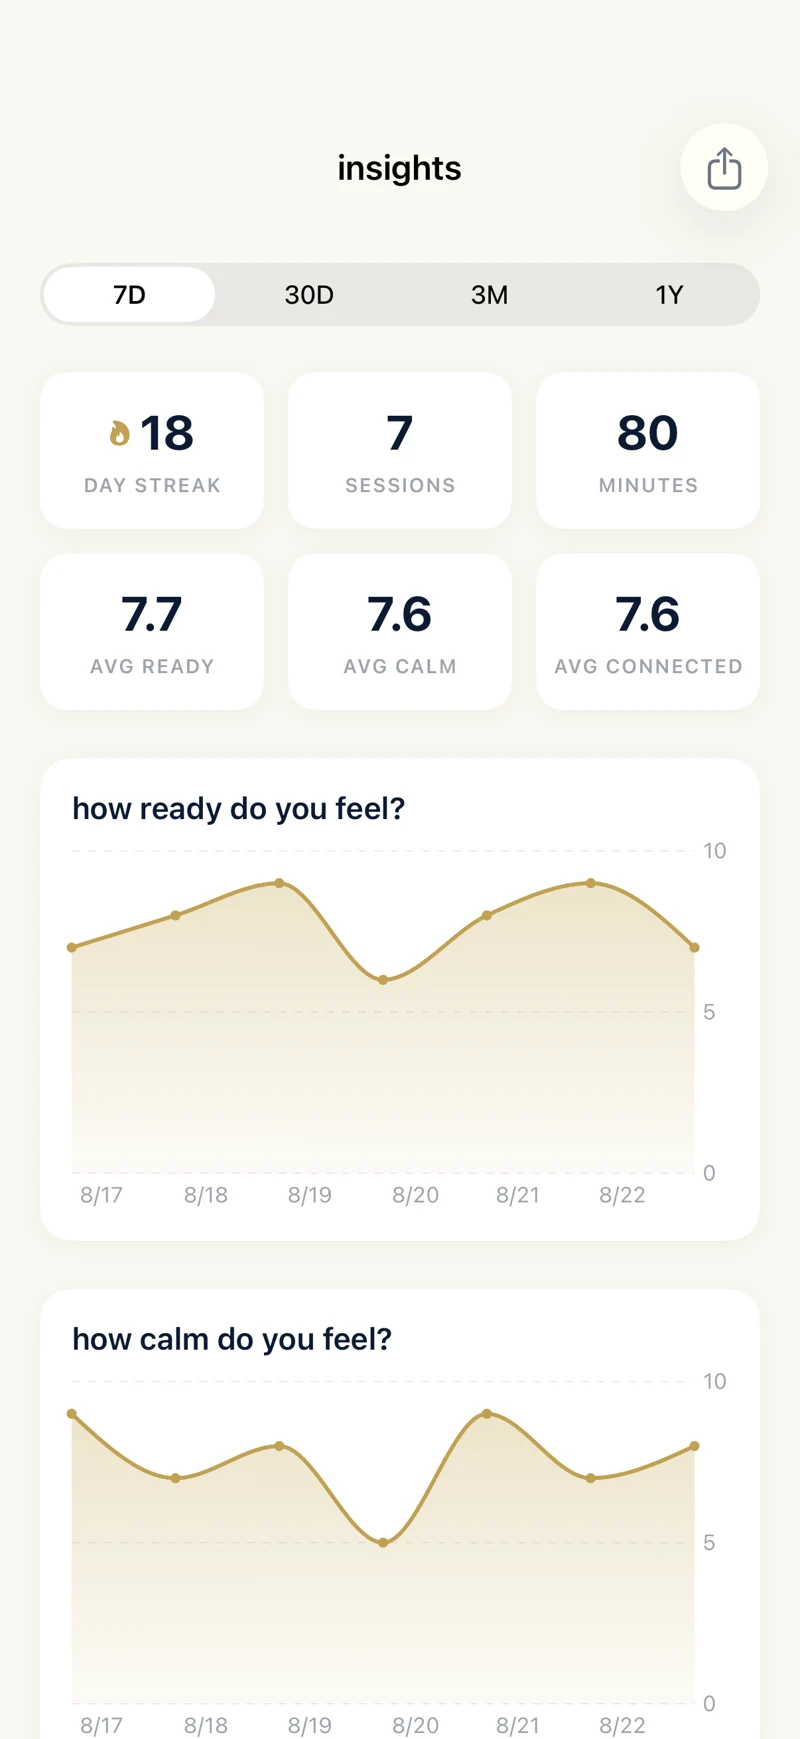 insights
7D 30D 3M 1Y
18 7 80
DAY STREAK SESSIONS MINUTES
7.7 7.6 7.6
AVG READY AVG CALM AVG CONNECTED
how ready do you feel?
10
5
0
8/17 8/18 8/19 8/20 8/21 8/22
how calm do you feel?
10
5
0
8/17 8/18 8/19 8/20 8/21 8/22